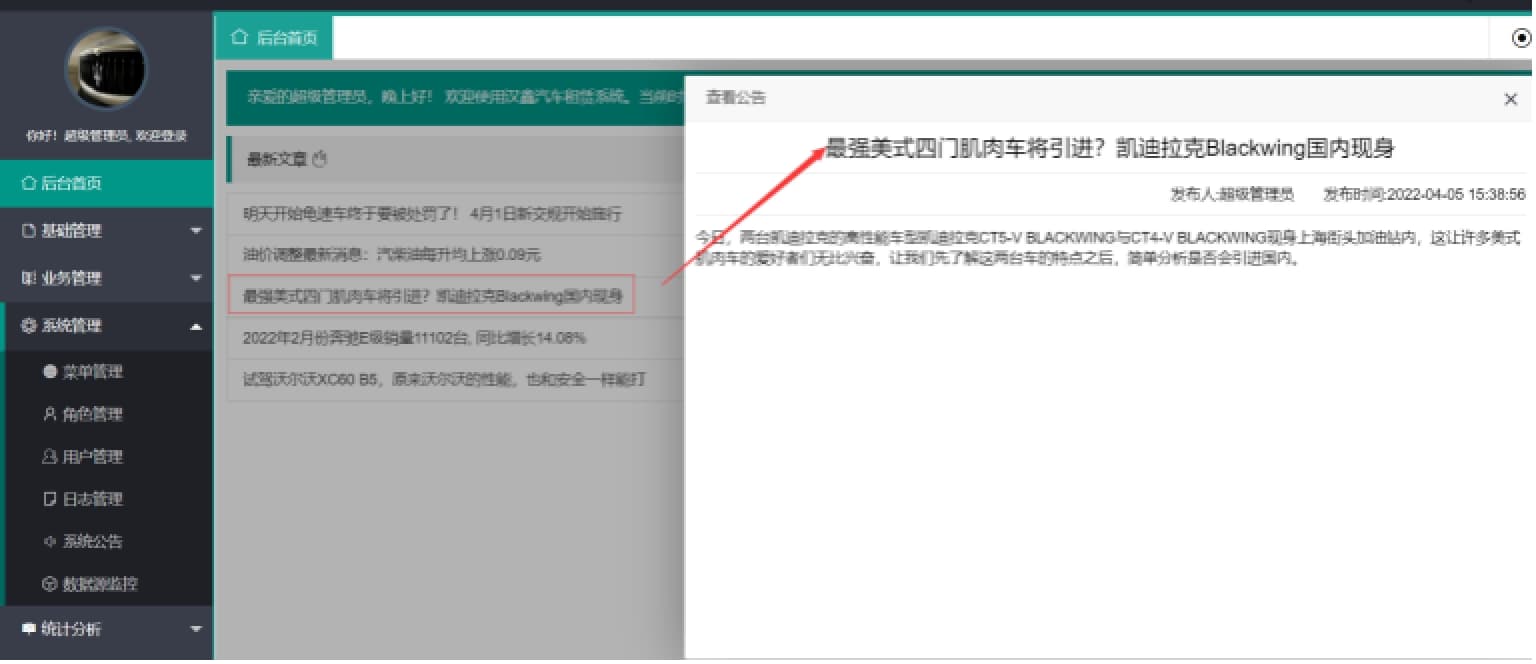 后台首页
亲爱的超级管理员，晚上好！ 欢迎使用汉鑫汽车租赁系统。当前时
查看公告
你好！超级管理员, 欢迎登录
最新文章
最强美式四门肌肉车将引进？凯迪拉克Blackwing国内现身
发布人:超级管理员 发布时间:2022-04-05 15:38:56
今日，两台凯迪拉克的高性能车型凯迪拉克CT5-V BLACKWING与CT4-V BLACKWING现身上海街头加油站内，这让许多美式
肌肉车的爱好者们无比兴奋，让我们先了解这两台车的特点之后，简单分析是否会引进国内。
明天开始龟速车终于要被处罚了！ 4月1日新交规开始施行
油价调整最新消息：汽柴油每升均上涨0.09元
最强美式四门肌肉车将引进？凯迪拉克Blackwing国内现身
2022年2月份奔驰E级销量11102台, 同比增长14.08%
试驾沃尔沃XC60 B5，原来沃尔沃的性能，也和安全一样能打
后台首页
基础管理
业务管理
系统管理
菜单管理
角色管理
用户管理
日志管理
系统公告
数据源监控
统计分析